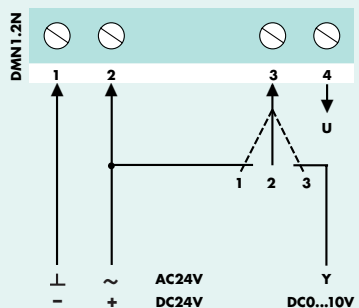 DMN1.2N
1 2 3 4
U
1 2 3
⊥ ~ AC24V Y
- + DC24V DC0...10V